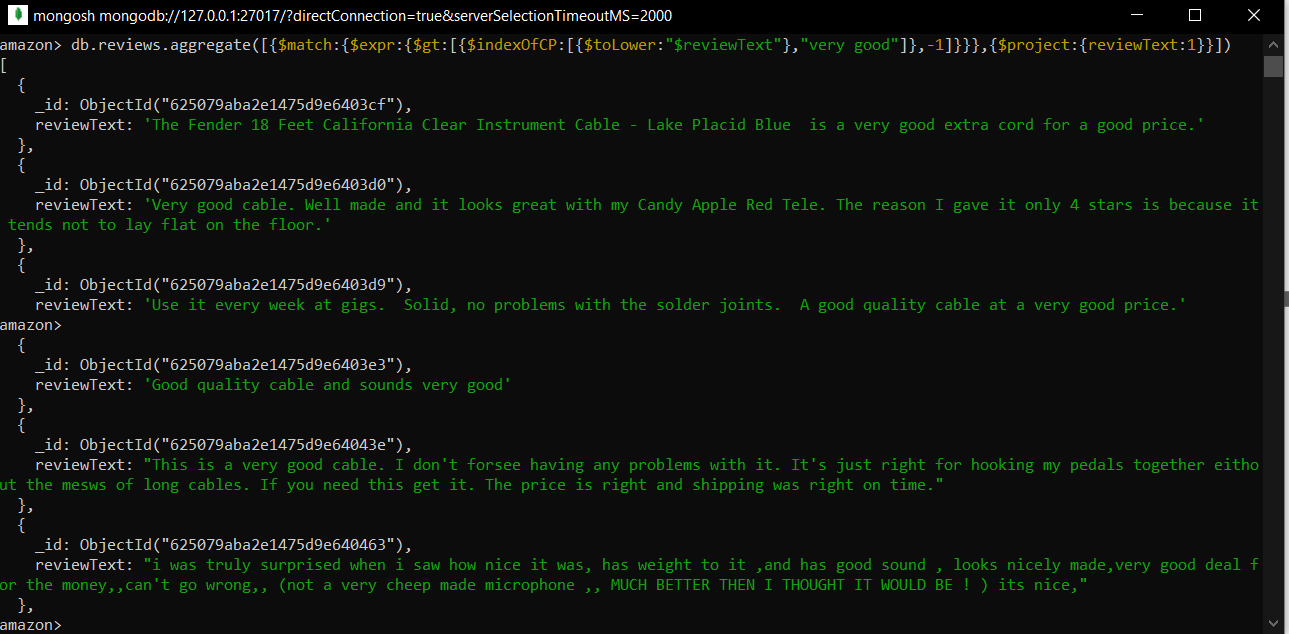 mongosh mongodb://127.0.0.1:27017/?directConnection=true&serverSelectionTimeoutMS=2000
amazon> db.reviews.aggregate([{$match:{$expr:{$gt:[{$indexOfCP:[{$toLower:"$reviewText"},"very good"]},-1]}}},{$project:{reviewText:1}}])
[
  {
    _id: ObjectId("625079aba2e1475d9e6403cf"),
    reviewText: 'The Fender 18 Feet California Clear Instrument Cable - Lake Placid Blue  is a very good extra cord for a good price.'
  },
  {
    _id: ObjectId("625079aba2e1475d9e6403d0"),
    reviewText: 'Very good cable. Well made and it looks great with my Candy Apple Red Tele. The reason I gave it only 4 stars is because it
 tends not to lay flat on the floor.'
  },
  {
    _id: ObjectId("625079aba2e1475d9e6403d9"),
    reviewText: 'Use it every week at gigs.  Solid, no problems with the solder joints.  A good quality cable at a very good price.'
amazon>
  {
    _id: ObjectId("625079aba2e1475d9e6403e3"),
    reviewText: 'Good quality cable and sounds very good'
  },
  {
    _id: ObjectId("625079aba2e1475d9e64043e"),
    reviewText: "This is a very good cable. I don't forsee having any problems with it. It's just right for hooking my pedals together eitho
ut the mesws of long cables. If you need this get it. The price is right and shipping was right on time."
  },
  {
    _id: ObjectId("625079aba2e1475d9e640463"),
    reviewText: "i was truly surprised when i saw how nice it was, has weight to it ,and has good sound , looks nicely made,very good deal f
or the money,,can't go wrong,, (not a very cheep made microphone ,, MUCH BETTER THEN I THOUGHT IT WOULD BE ! ) its nice,"
  },
amazon>